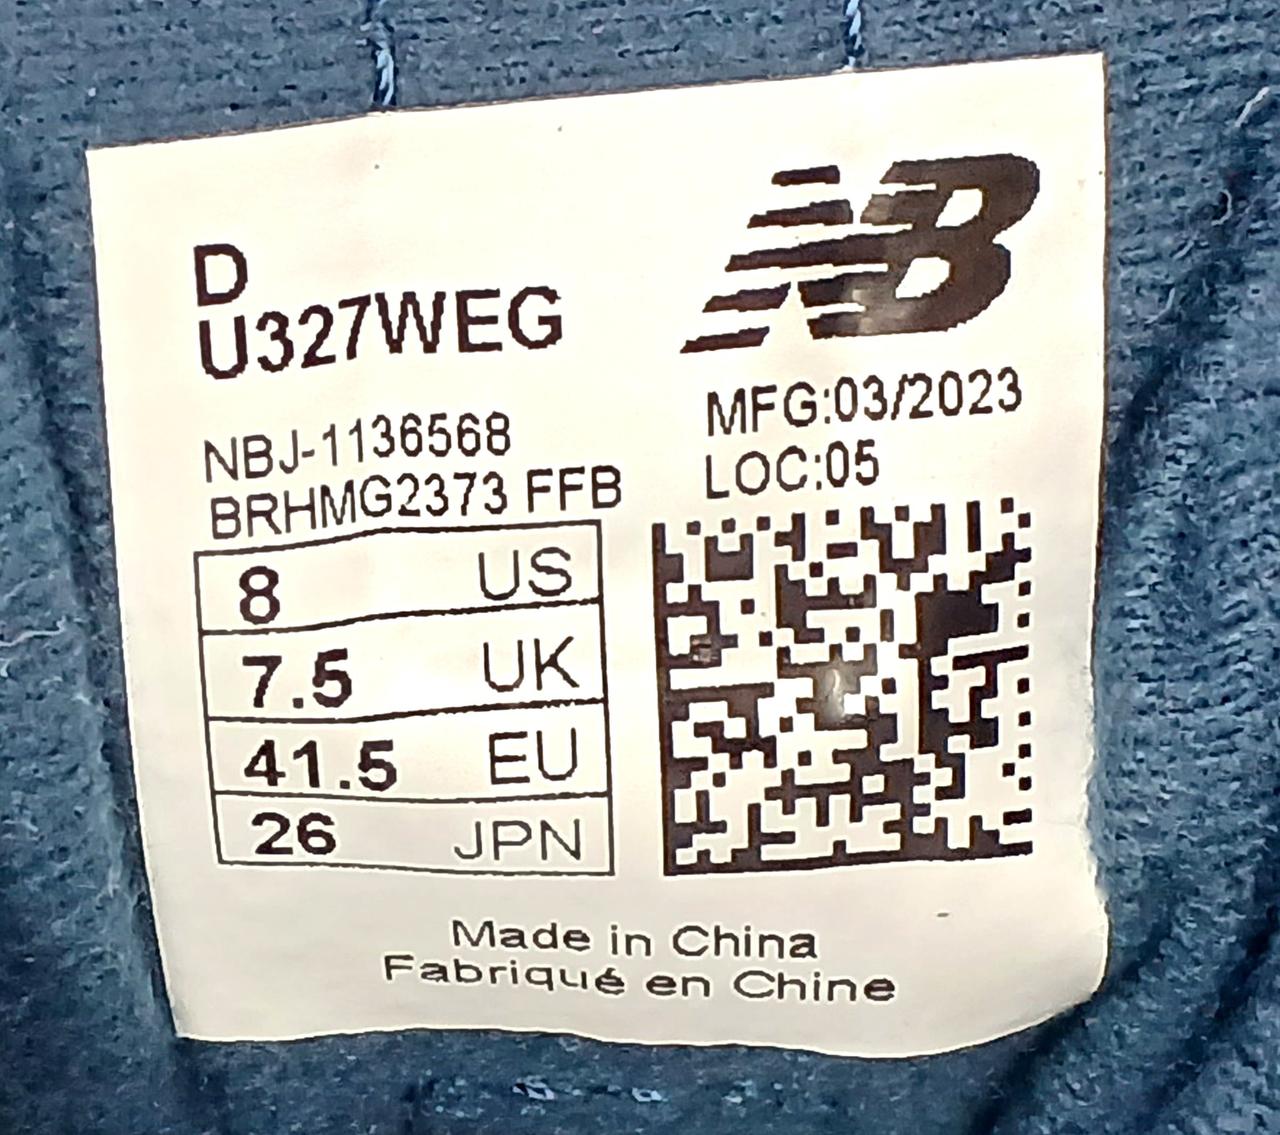 D
U327WEG
NB
NBJ-1136568
BRHMG2373 FFB
MFG:03/2023
LOC:05
8 US
7.5 UK
41.5 EU
26 JPN
Made in China
Fabriqué en Chine